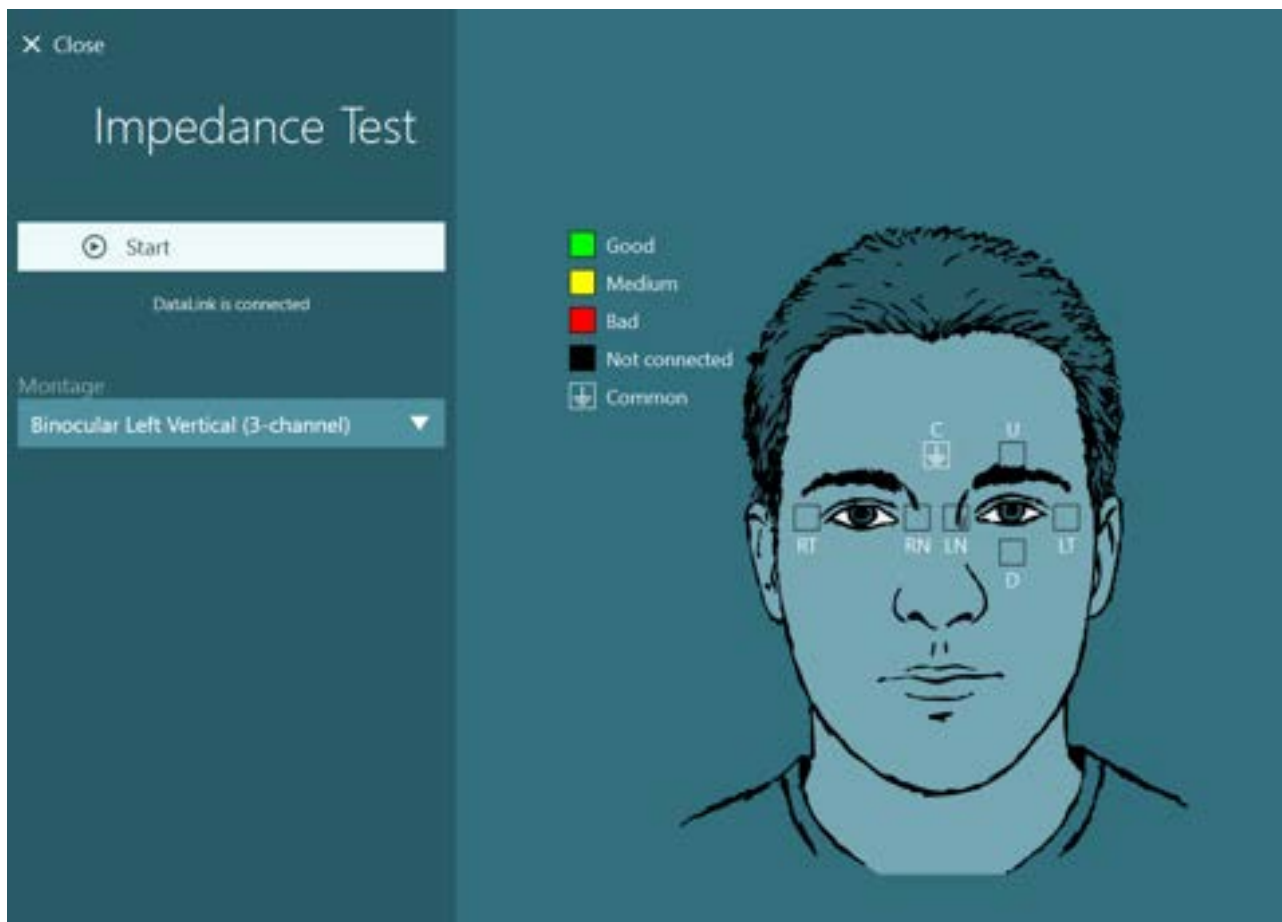 Close
Impedance Test
Start
DataLink is connected
Montage
Binocular Left Vertical (3-channel)
Good
Medium
Bad
Not connected
Common
C U
RT RN LN LT
D